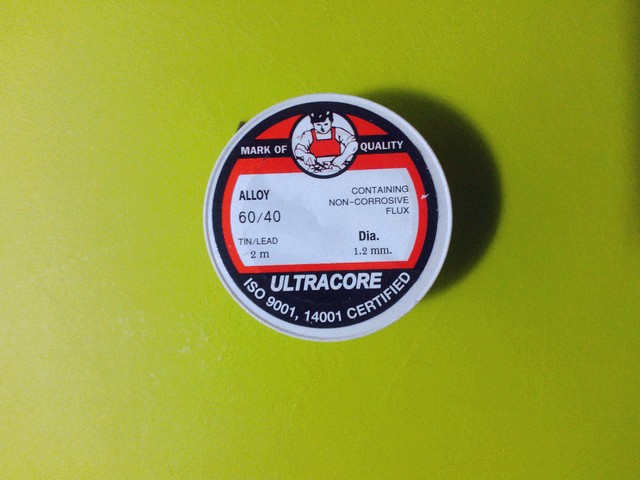 MARK OF QUALITY
ALLOY
60/40
TIN/LEAD
2 m
CONTAINING
NON-CORROSIVE
FLUX
Dia.
1.2 mm.
ULTRACORE
ISO 9001, 14001 CERTIFIED